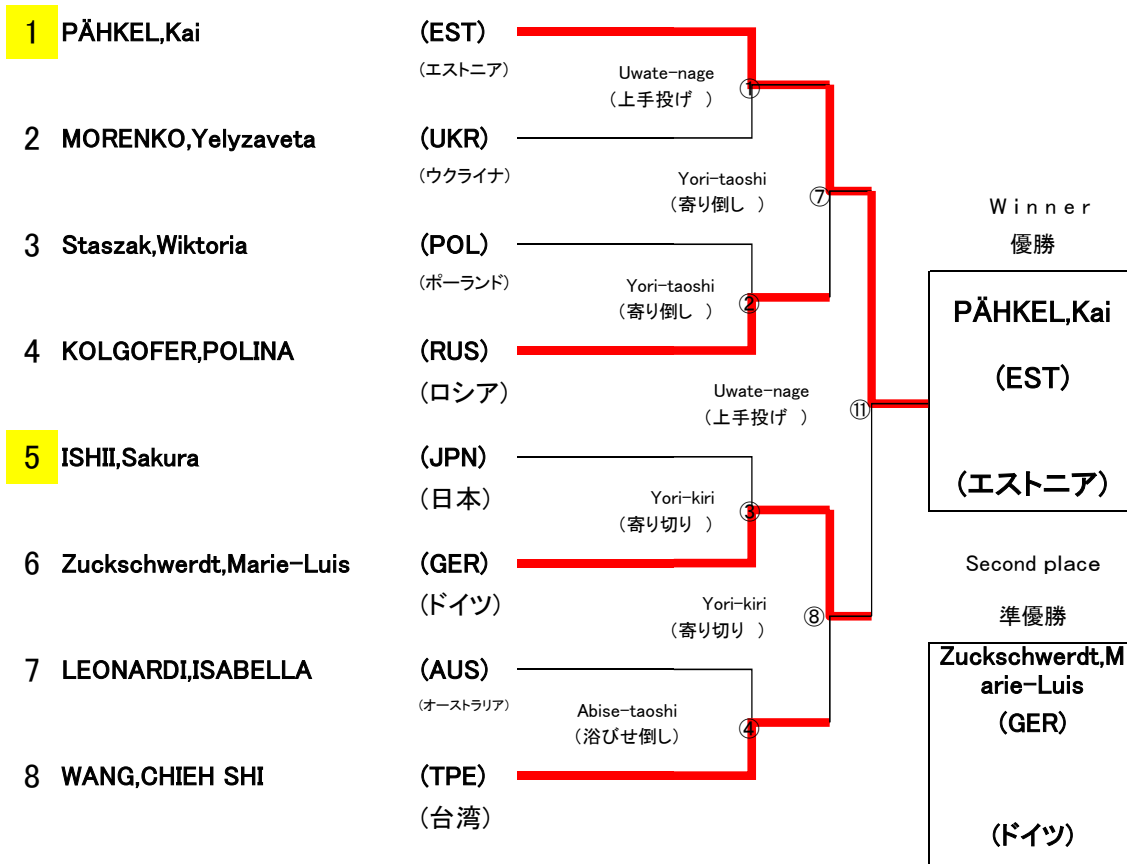 1 PÄHKEL,Kai (EST)
(エストニア)
Uwate-nage
(上手投げ )
①
2 MORENKO,Yelyzaveta (UKR)
(ウクライナ)
Yori-taoshi
(寄り倒し )
⑦
3 Staszak,Wiktoria (POL)
(ポーランド)
Yori-taoshi
(寄り倒し )
②
4 KOLGOFER,POLINA (RUS)
(ロシア)
Uwate-nage
(上手投げ )
⑪
5 ISHII,Sakura (JPN)
(日本)
Yori-kiri
(寄り切り )
③
6 Zuckschwerdt,Marie-Luis (GER)
(ドイツ)
Yori-kiri
(寄り切り )
⑧
7 LEONARDI,ISABELLA (AUS)
(オーストラリア)
Abise-taoshi
(浴びせ倒し)
④
8 WANG,CHIEH SHI (TPE)
(台湾)
Winner
優勝
PÄHKEL,Kai
(EST)
(エストニア)
Second place
準優勝
Zuckschwerdt,M
arie-Luis
(GER)
(ドイツ)